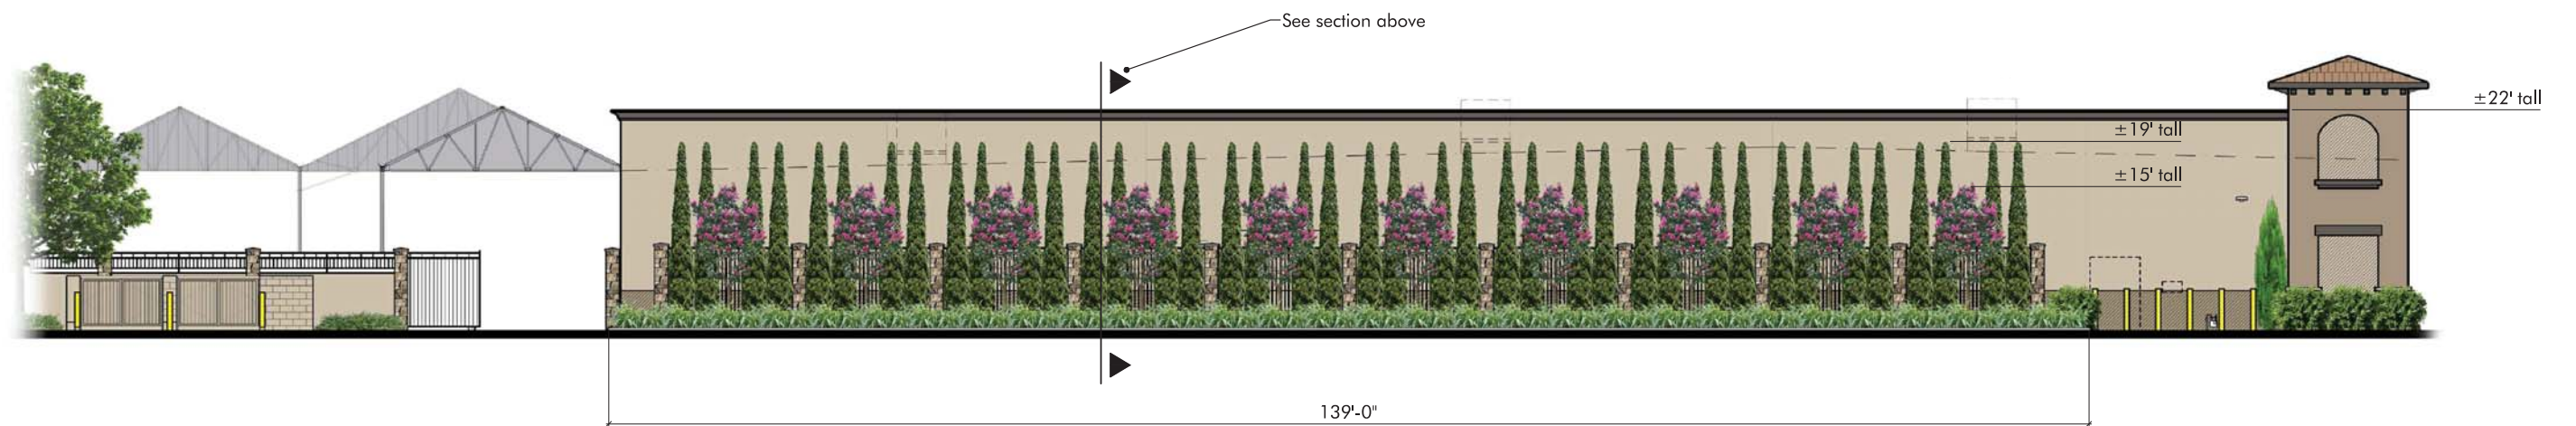 See section above
±22' tall
±19' tall
±15' tall
139'-0"